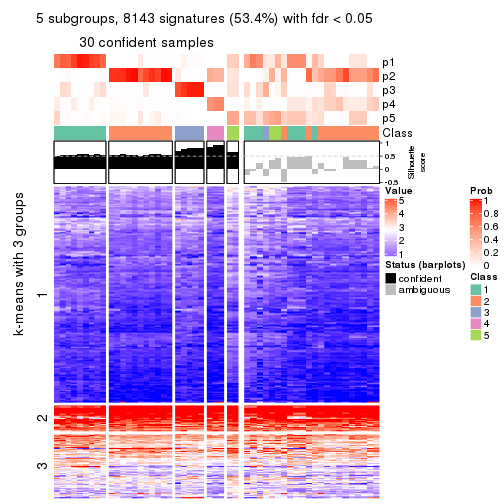 5 subgroups, 8143 signatures (53.4%) with fdr < 0.05
30 confident samples
p1
p2
p3
p4
p5
Class
1
0.5
0
-0.5
Silhouette
score
k-means with 3 groups
1
2
3
Value
5
4
3
2
1
Status (barplots)
confident
ambiguous
Prob
1
0.8
0.6
0.4
0.2
0
Class
1
2
3
4
5